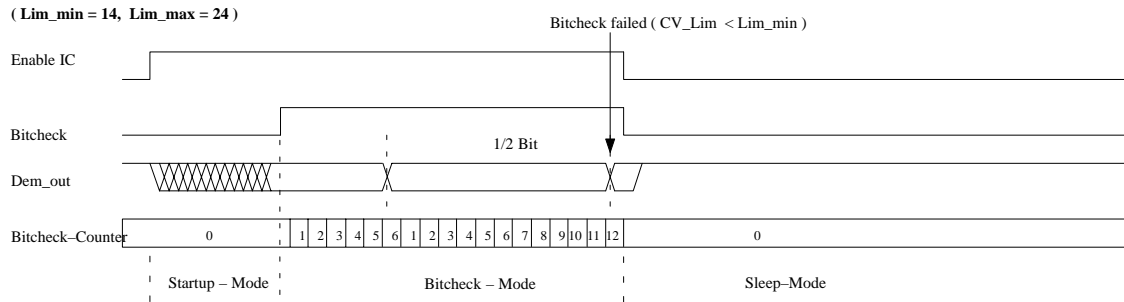 ( Lim_min = 14, Lim_max = 24 )
Bitcheck failed ( CV_Lim < Lim_min )
Enable IC
Bitcheck
1/2 Bit
Dem_out
Bitcheck–Counter 0 1 2 3 4 5 6 1 2 3 4 5 6 7 8 9 10 11 12 0
Startup – Mode Bitcheck – Mode Sleep–Mode